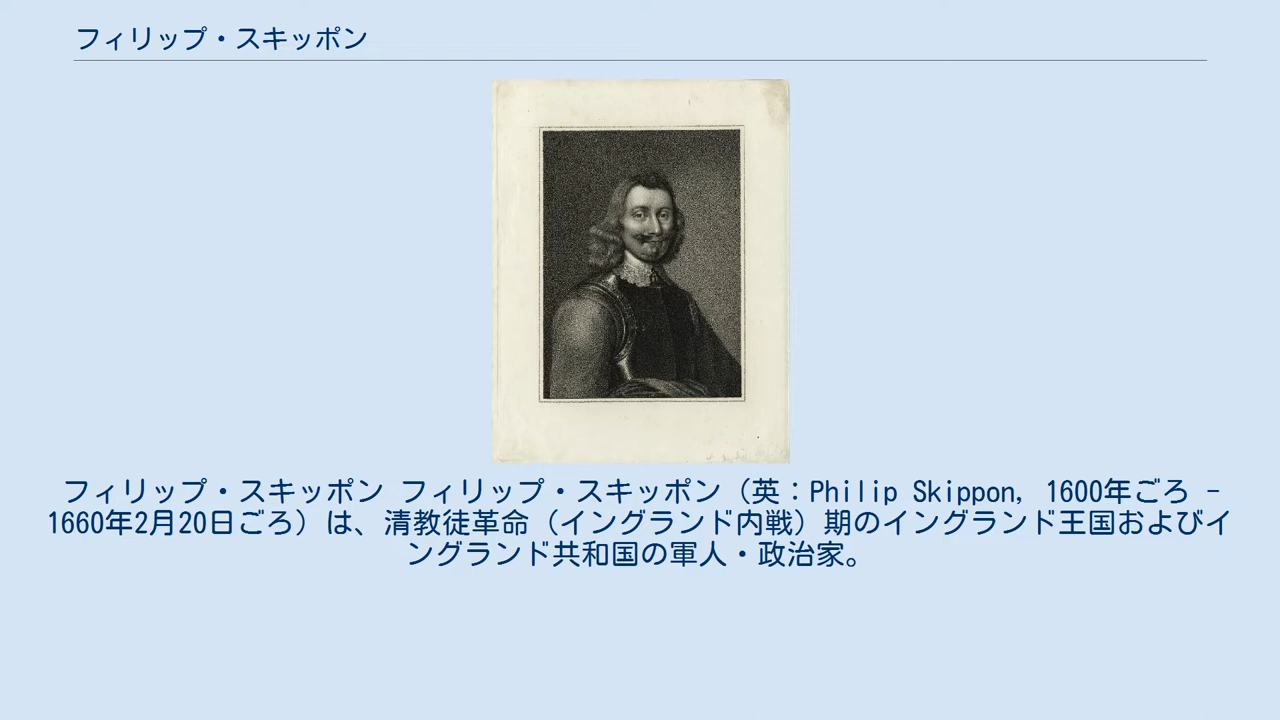 フィリップ・スキッポン
フィリップ・スキッポン フィリップ・スキッポン（英：Philip Skippon, 1600年ごろ -
1660年2月20日ごろ）は、清教徒革命（イングランド内戦）期のイングランド王国およびイ
ングランド共和国の軍人・政治家。